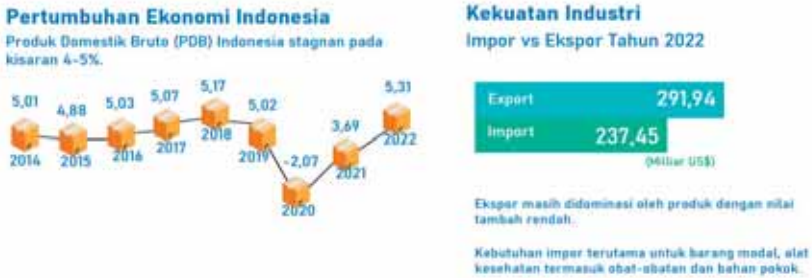 Pertumbuhan Ekonomi Indonesia
Produk Domestik Bruto (PDB) Indonesia stagnan pada
kisaran 4-5%.
5,01
4,88
5,03
5,07
5,17
5,02
-2,07
3,69
5,31
2014
2015
2016
2017
2018
2019
2020
2021
2022
Kekuatan Industri
Impor vs Ekspor Tahun 2022
Export 291,94
Import 237,45
(Miliar US$)
Ekspor masih didominasi oleh produk dengan nilai
tambah rendah.
Kebutuhan impor terutama untuk barang modal, alat
kesehatan termasuk obat-obatan dan bahan pokok.